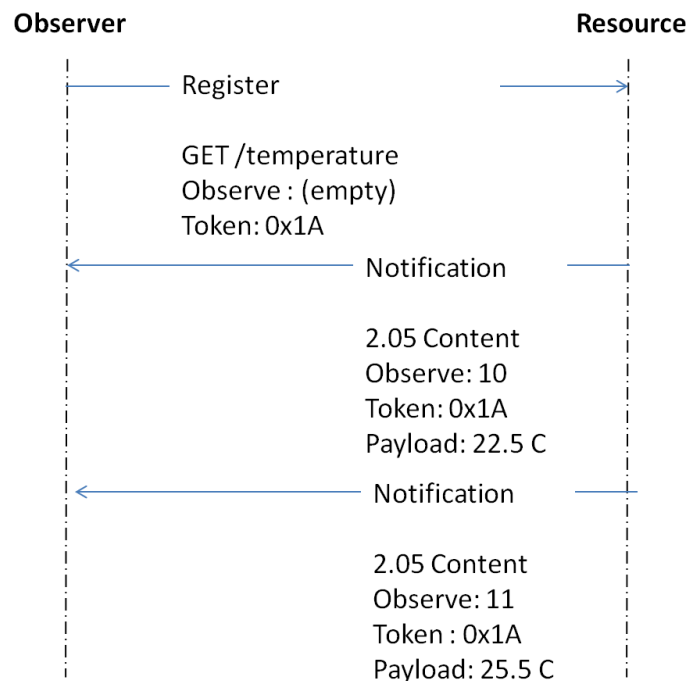 Observer
Resource
Register
GET /temperature
Observe : (empty)
Token: 0x1A
Notification
2.05 Content
Observe: 10
Token: 0x1A
Payload: 22.5 C
Notification
2.05 Content
Observe: 11
Token : 0x1A
Payload: 25.5 C